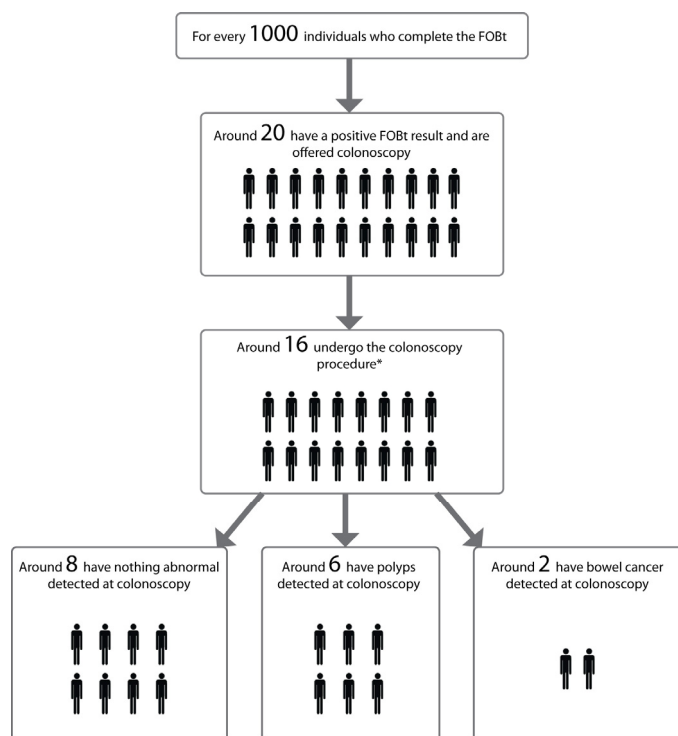 For every 1000 individuals who complete the FOBt
Around 20 have a positive FOBt result and are
offered colonoscopy
Around 16 undergo the colonoscopy
procedure*
Around 8 have nothing abnormal
detected at colonoscopy
Around 6 have polyps
detected at colonoscopy
Around 2 have bowel cancer
detected at colonoscopy